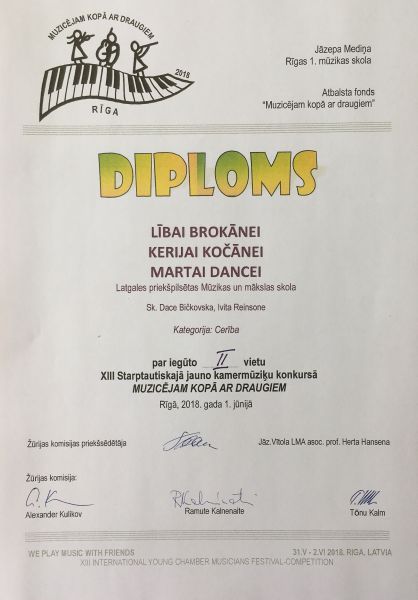 MUZICĒJAM KOPĀ AR DRAUGIEM
2018
RĪGA
Jāzepa Mediņa
Rīgas 1. mūzikas skola
Atbalsta fonds
“Muzicējam kopā ar draugiem”
DIPLOMS
LĪBAI BROKĀNEI
KERIJAI KOČĀNEI
MARTAI DANCEI
Latgales priekšpilsētas Mūzikas un mākslas skola
Sk. Dace Bičkovska, Ivita Reinsone
Kategorija: Cerība
par iegūto II vietu
XIII Starptautiskajā jauno kamermūziķu konkursā
MUZICĒJAM KOPĀ AR DRAUGIEM
Rīgā, 2018. gada 1. jūnijā
Žūrijas komisijas priekšsēdētāja Jāz.Vītola LMA asoc. prof. Herta Hansena
Žūrijas komisija:
Alexander Kulikov Ramute Kalnenaite Tõnu Kalm
WE PLAY MUSIC WITH FRIENDS 31.V - 2.VI 2018, RIGA, LATVIA
XIII INTERNATIONAL YOUNG CHAMBER MUSICIANS FESTIVAL-COMPETITION